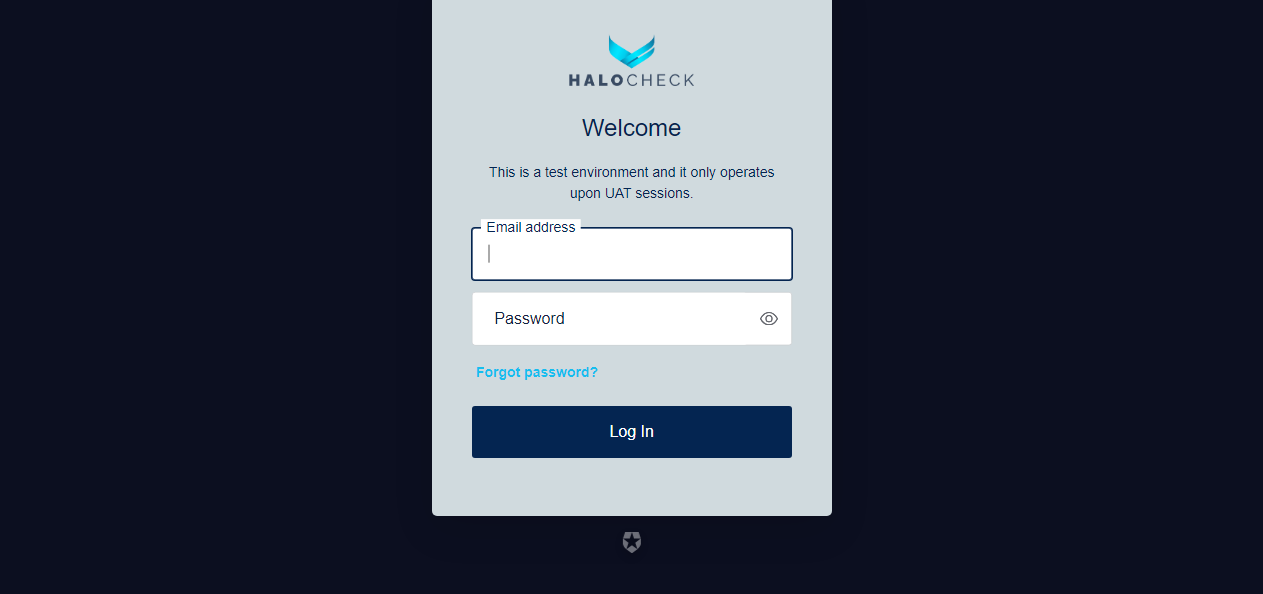 HALOCHECK
Welcome
This is a test environment and it only operates
upon UAT sessions.
Email address
Password
Forgot password?
Log In